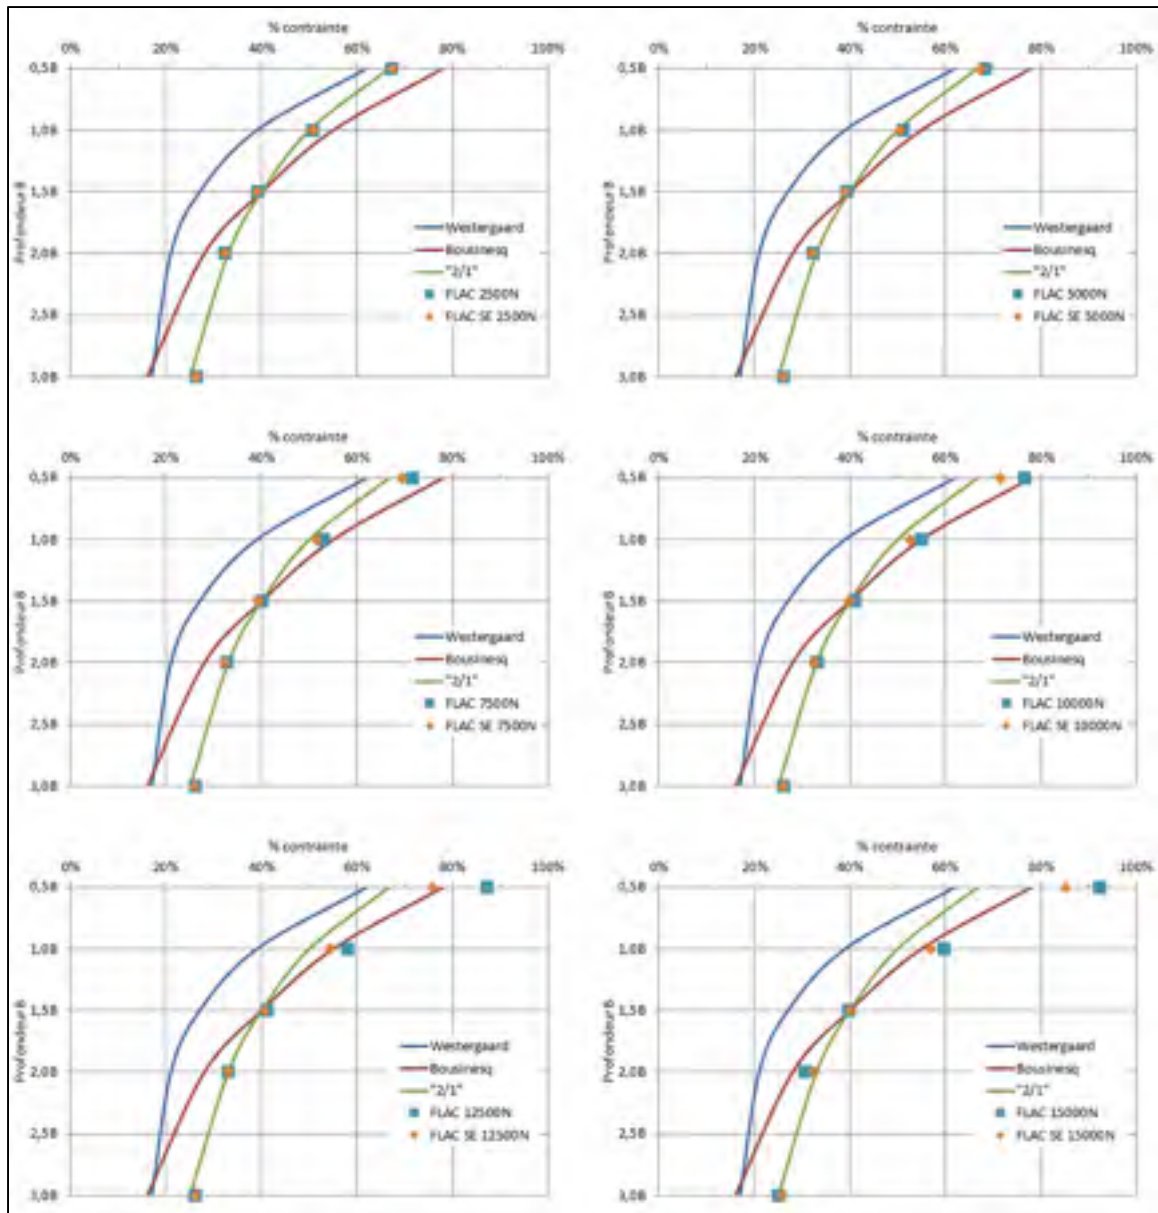 % contrainte
0% 20% 40% 60% 80% 100%
0,5B
1,0B
1,5B
2,0B
2,5B
3,0B
Profondeur B
Westergaard
Bousinesq
"2/1"
FLAC 2500N
FLAC SE 2500N
% contrainte
0% 20% 40% 60% 80% 100%
0,5B
1,0B
1,5B
2,0B
2,5B
3,0B
Profondeur B
Westergaard
Bousinesq
"2/1"
FLAC 5000N
FLAC SE 5000N
% contrainte
0% 20% 40% 60% 80% 100%
0,5B
1,0B
1,5B
2,0B
2,5B
3,0B
Profondeur B
Westergaard
Bousinesq
"2/1"
FLAC 7500N
FLAC SE 7500N
% contrainte
0% 20% 40% 60% 80% 100%
0,5B
1,0B
1,5B
2,0B
2,5B
3,0B
Profondeur B
Westergaard
Bousinesq
"2/1"
FLAC 10000N
FLAC SE 10000N
% contrainte
0% 20% 40% 60% 80% 100%
0,5B
1,0B
1,5B
2,0B
2,5B
3,0B
Profondeur B
Westergaard
Bousinesq
"2/1"
FLAC 12500N
FLAC SE 12500N
% contrainte
0% 20% 40% 60% 80% 100%
0,5B
1,0B
1,5B
2,0B
2,5B
3,0B
Profondeur B
Westergaard
Bousinesq
"2/1"
FLAC 15000N
FLAC SE 15000N